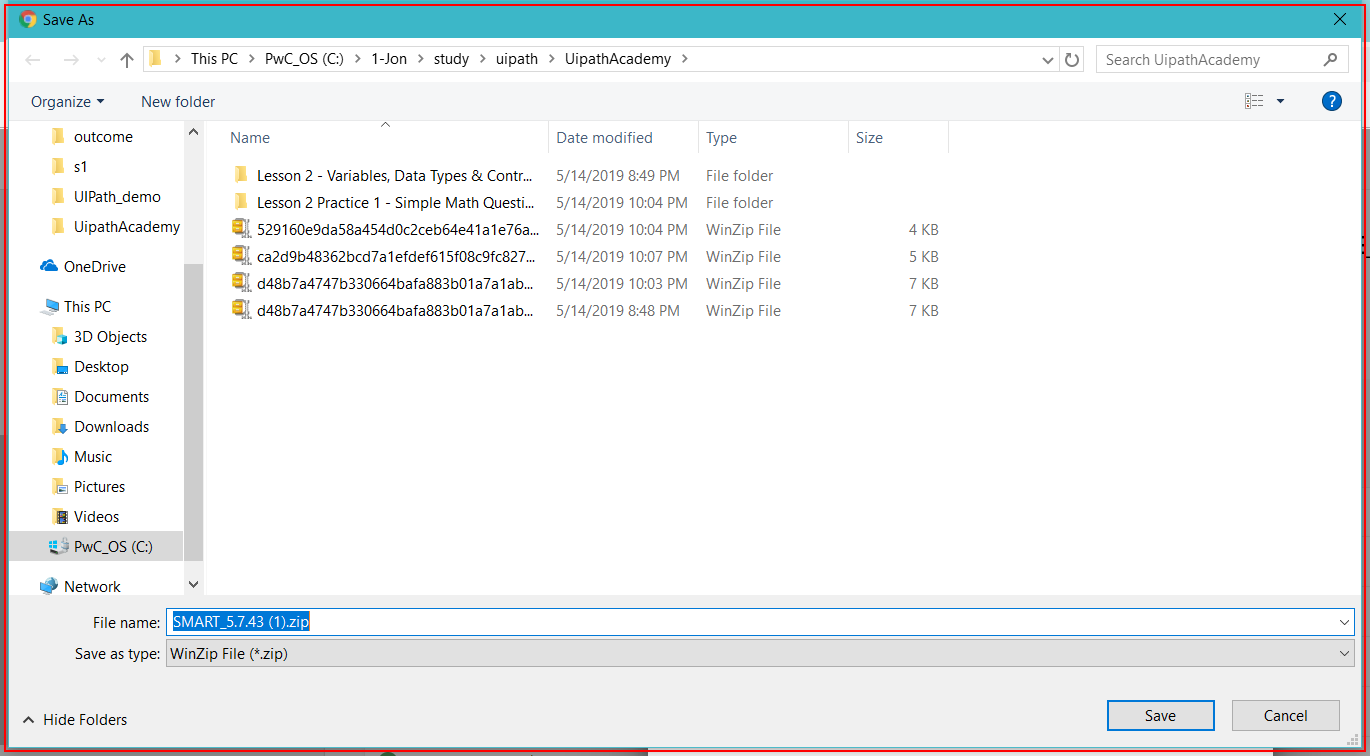 Save As
This PC > PwC_OS (C:) > 1-Jon > study > uipath > UipathAcademy >
Search UipathAcademy
Organize New folder
?
outcome
s1
UIPath_demo
UipathAcademy
OneDrive
This PC
3D Objects
Desktop
Documents
Downloads
Music
Pictures
Videos
PwC_OS (C:)
Network
Name Date modified Type Size
Lesson 2 - Variables, Data Types & Contr... 5/14/2019 8:49 PM File folder
Lesson 2 Practice 1 - Simple Math Questi... 5/14/2019 10:04 PM File folder
529160e9da58a454d0c2ceb64e41a1e76a... 5/14/2019 10:04 PM WinZip File 4 KB
ca2d9b48362bcd7a1efdef615f08c9fc827... 5/14/2019 10:07 PM WinZip File 5 KB
d48b7a4747b330664bafa883b01a7a1ab... 5/14/2019 10:03 PM WinZip File 7 KB
d48b7a4747b330664bafa883b01a7a1ab... 5/14/2019 8:48 PM WinZip File 7 KB
File name: SMART_5.7.43 (1).zip
Save as type: WinZip File (*.zip)
Hide Folders
Save Cancel